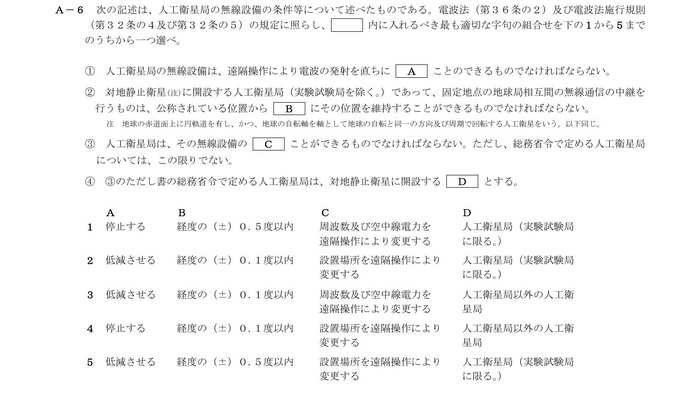 A－6 次の記述は、人工衛星局の無線設備の条件等について述べたものである。電波法（第３６条の２）及び電波法施行規則
（第３２条の４及び第３２条の５）の規定に照らし、 内に入れるべき最も適切な字句の組合せを下の１から５まで
のうちから一つ選べ。
① 人工衛星局の無線設備は、遠隔操作により電波の発射を直ちに A ことのできるものでなければならない。
② 対地静止衛星(注)に開設する人工衛星局（実験試験局を除く。）であって、固定地点の地球局相互間の無線通信の中継を
行うものは、公称されている位置から B にその位置を維持することができるものでなければならない。
注 地球の赤道面上に円軌道を有し、かつ、地球の自転軸を軸として地球の自転と同一の方向及び周期で回転する人工衛星をいう。以下同じ。
③ 人工衛星局は、その無線設備の C ことができるものでなければならない。ただし、総務省令で定める人工衛星局
については、この限りでない。
④ ③のただし書の総務省令で定める人工衛星局は、対地静止衛星に開設する D とする。
A B C D
1 停止する 経度の（±）０．５度以内 周波数及び空中線電力を 人工衛星局（実験試験局
遠隔操作により変更する に限る。）
2 低減させる 経度の（±）０．１度以内 設置場所を遠隔操作により 人工衛星局（実験試験局
変更する に限る。）
3 低減させる 経度の（±）０．１度以内 周波数及び空中線電力を 人工衛星局以外の人工衛
遠隔操作により変更する 星局
4 停止する 経度の（±）０．１度以内 設置場所を遠隔操作により 人工衛星局以外の人工衛
変更する 星局
5 低減させる 経度の（±）０．５度以内 設置場所を遠隔操作により 人工衛星局（実験試験局
変更する に限る。）